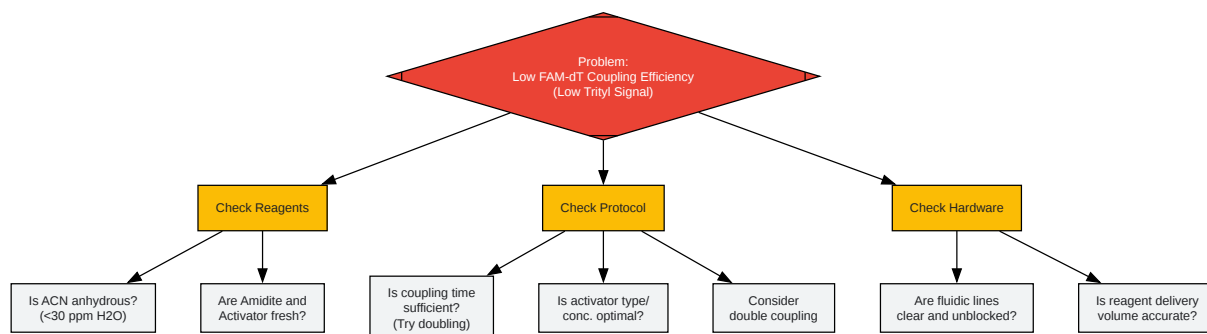 Problem:
Low FAM-dT Coupling Efficiency
(Low Trityl Signal)
Check Reagents
Check Protocol
Check Hardware
Is ACN anhydrous?
(<30 ppm H2O)
Are Amidite and
Activator fresh?
Is coupling time
sufficient?
(Try doubling)
Is activator type/
conc. optimal?
Consider
double coupling
Are fluidic lines
clear and unblocked?
Is reagent delivery
volume accurate?